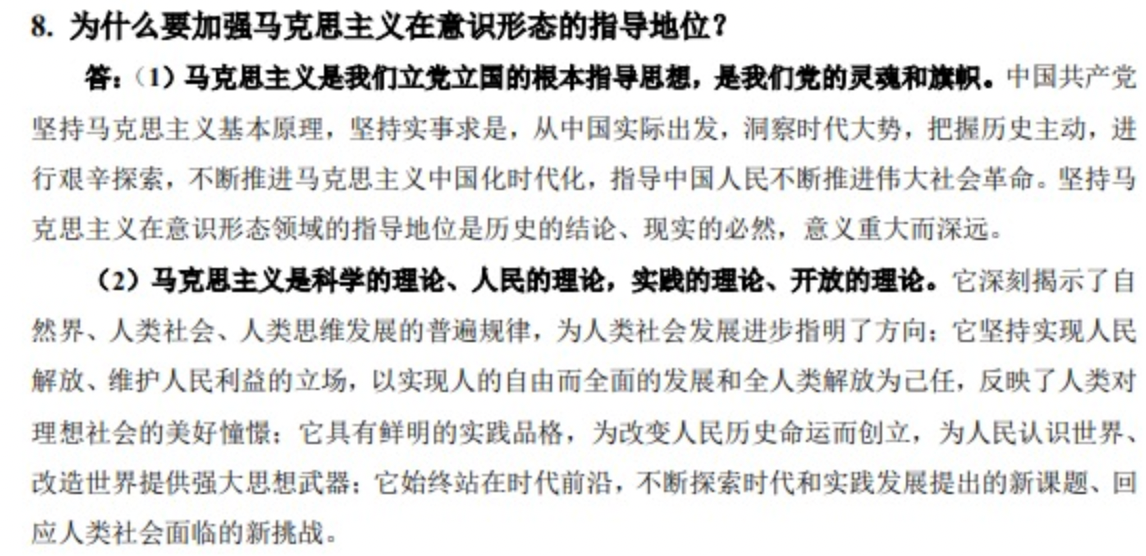 8. 为什么要加强马克思主义在意识形态的指导地位？
答：（1）马克思主义是我们立党立国的根本指导思想，是我们党的灵魂和旗帜。中国共产党
坚持马克思主义基本原理，坚持实事求是，从中国实际出发，洞察时代大势，把握历史主动，进
行艰辛探索，不断推进马克思主义中国化时代化，指导中国人民不断推进伟大社会革命。坚持马
克思主义在意识形态领域的指导地位是历史的结论、现实的必然，意义重大而深远。
（2）马克思主义是科学的理论、人民的理论，实践的理论、开放的理论。它深刻揭示了自
然界、人类社会、人类思维发展的普遍规律，为人类社会发展进步指明了方向；它坚持实现人民
解放、维护人民利益的立场，以实现人的自由而全面的发展和全人类解放为己任，反映了人类对
理想社会的美好憧憬；它具有鲜明的实践品格，为改变人民历史命运而创立，为人民认识世界、
改造世界提供强大思想武器；它始终站在时代前沿，不断探索时代和实践发展提出的新课题、回
应人类社会面临的新挑战。